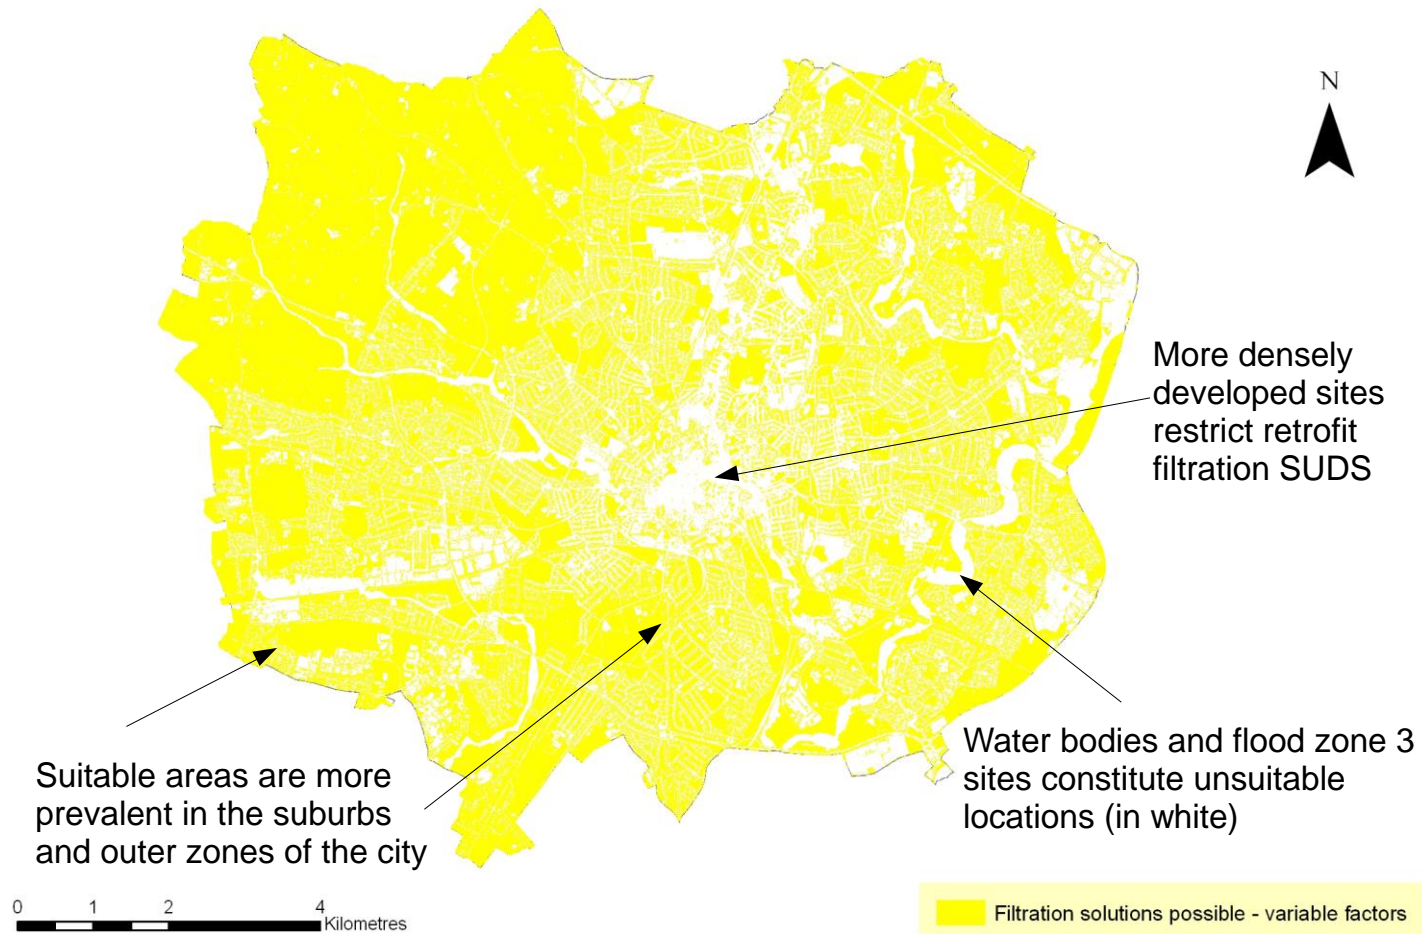 N
More densely
developed sites
restrict retrofit
filtration SUDS
Water bodies and flood zone 3
sites constitute unsuitable
locations (in white)
Suitable areas are more
prevalent in the suburbs
and outer zones of the city
0 1 2 4
Kilometres
Filtration solutions possible - variable factors